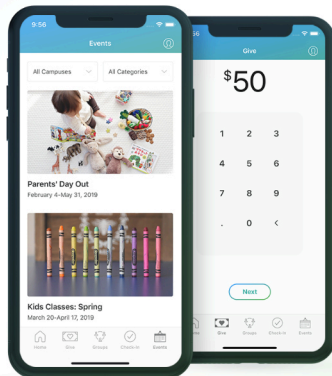 9:56
Events
All Campuses
All Categories
Parents' Day Out
February 4-May 31, 2019
Kids Classes: Spring
March 20-April 17, 2019
Home
Give
Groups
Check-in
Events
56
Give
$50
1 2 3
4 5 6
7 8 9
. 0 <
Next
Give
Groups
Check-in
Events